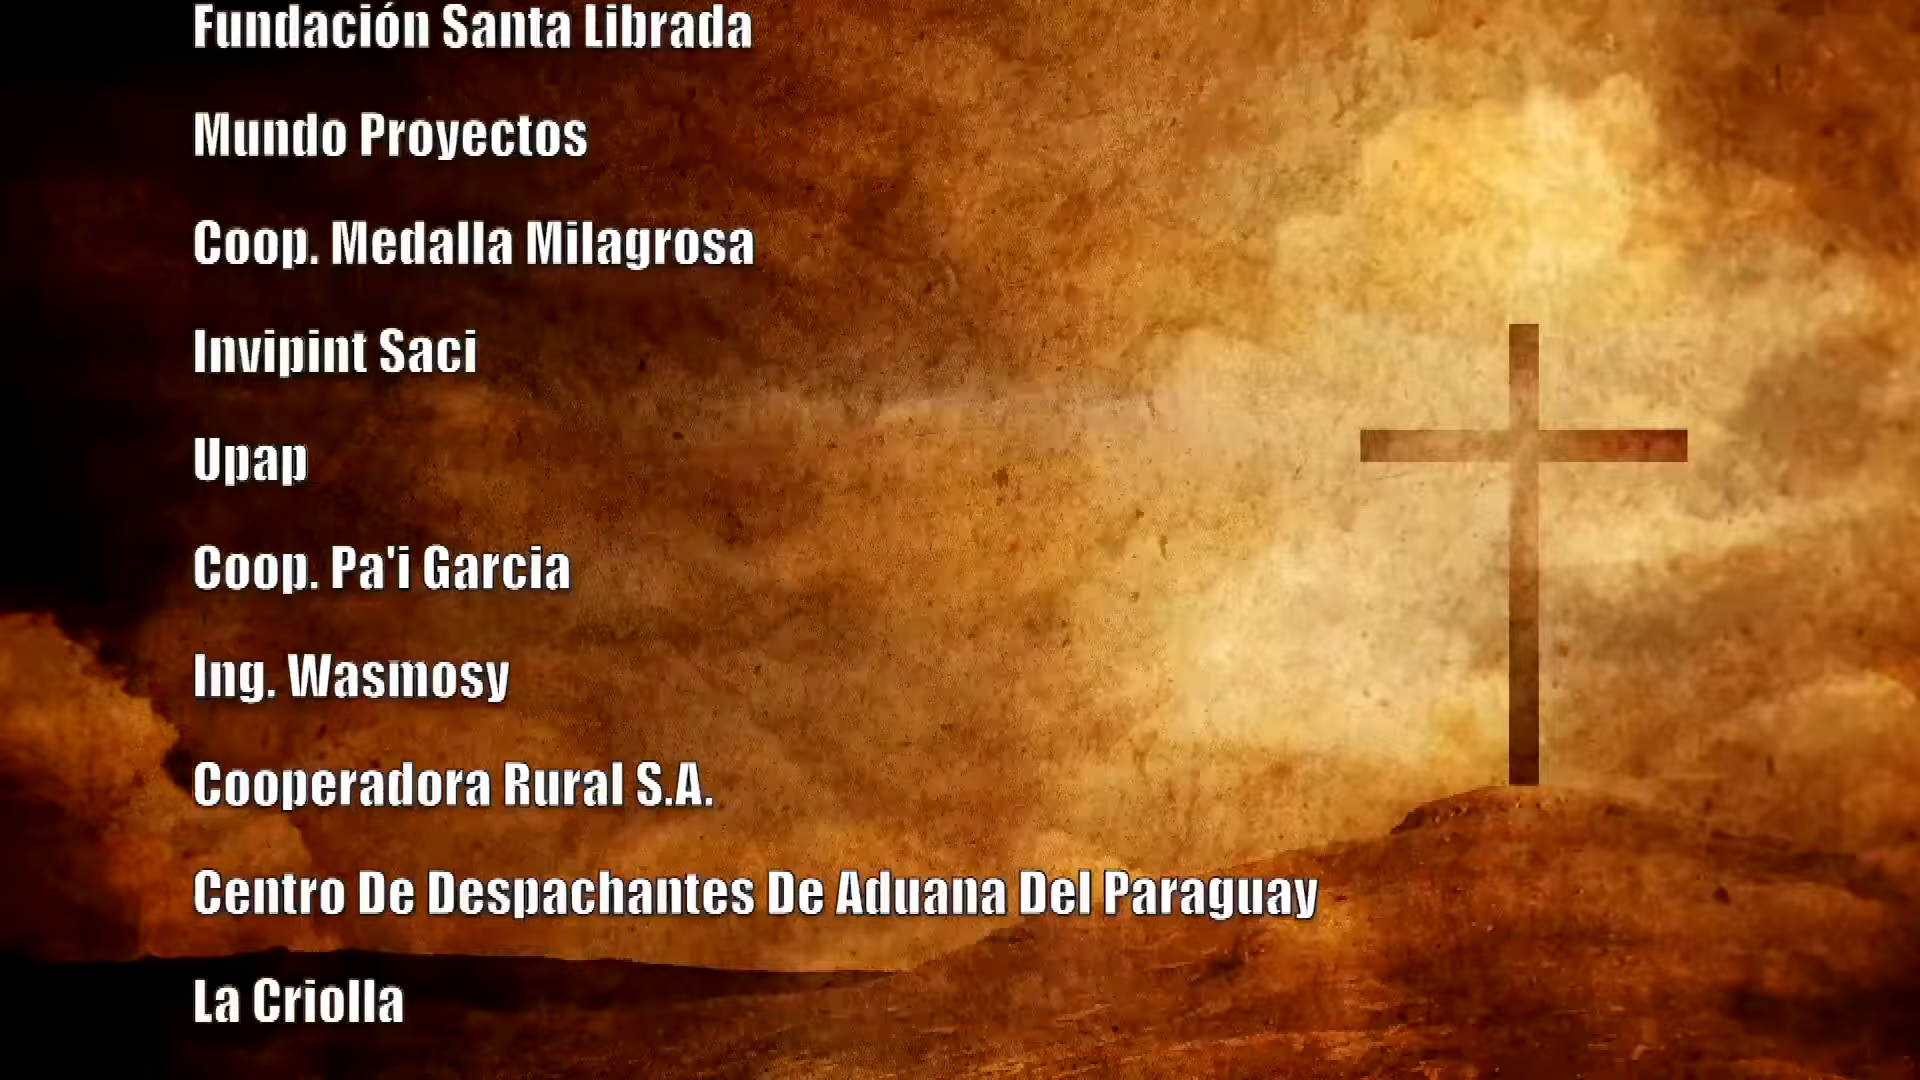 Fundación Santa Librada
Mundo Proyectos
Coop. Medalla Milagrosa
Invipint Saci
Upap
Coop. Pa'i Garcia
Ing. Wasmosy
Cooperadora Rural S.A.
Centro De Despachantes De Aduana Del Paraguay
La Criolla